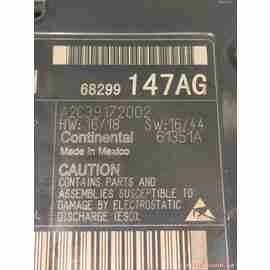 68299 147AG
A2C39172002
HW: 16/18 SW: 16/44
Continental 61351A
Made in Mexico
CAUTION
CONTAINS PARTS AND
ASSEMBLIES SUSCEPTIBLE TO
DAMAGE BY ELECTROSTATIC
DISCHARGE (ESD).